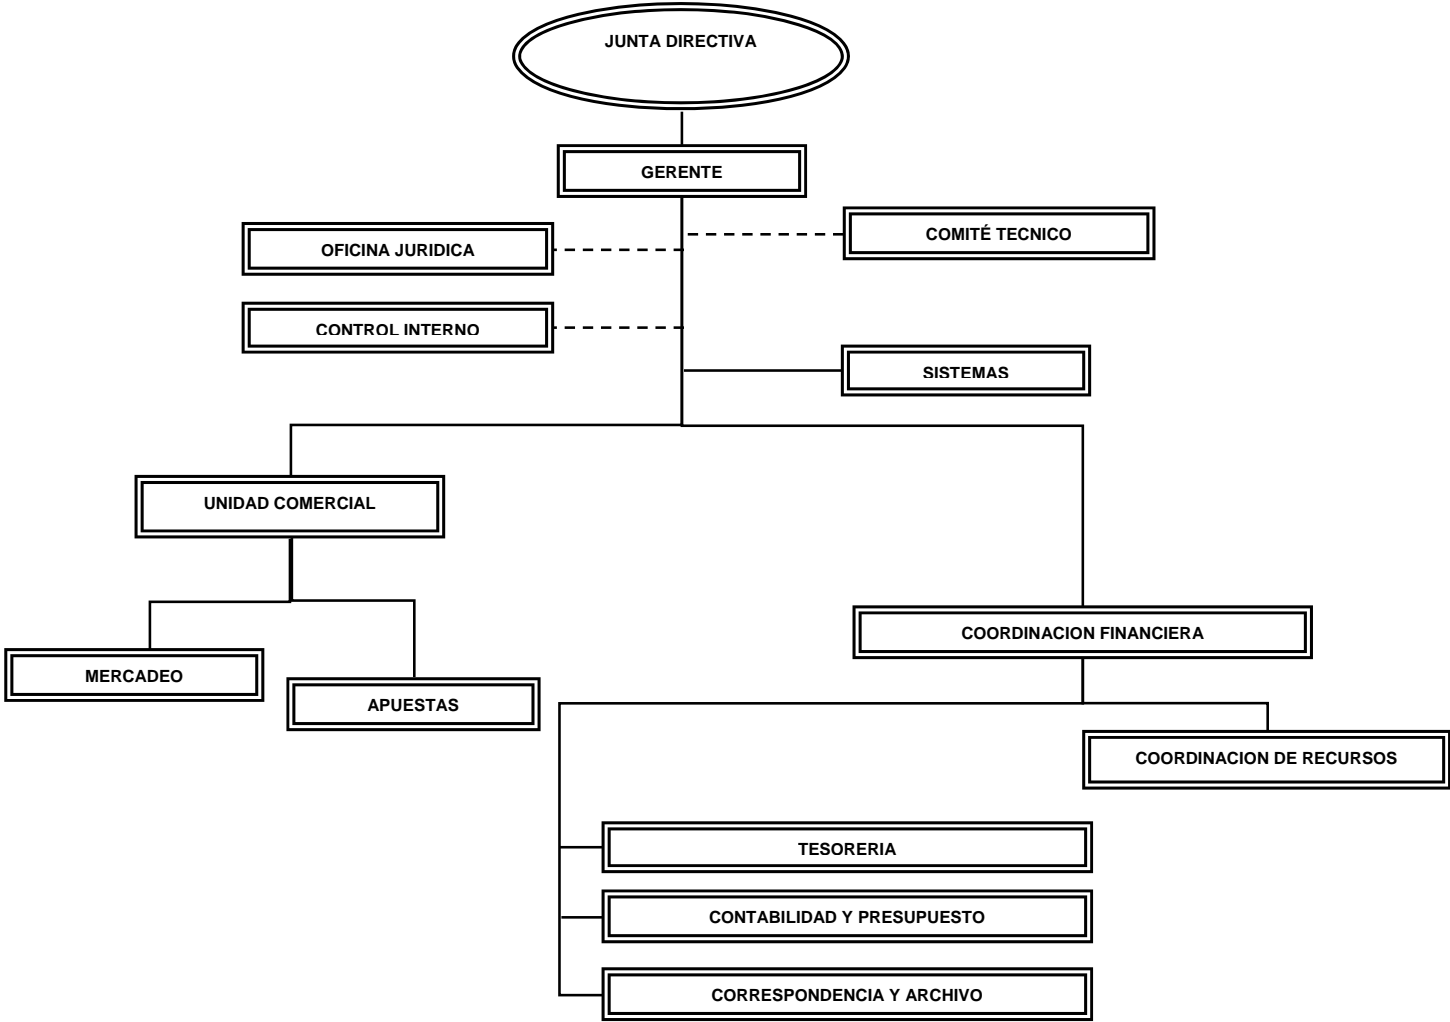 JUNTA DIRECTIVA
GERENTE
COMITÉ TECNICO
OFICINA JURIDICA
CONTROL INTERNO
SISTEMAS
UNIDAD COMERCIAL
COORDINACION FINANCIERA
MERCADEO
APUESTAS
COORDINACION DE RECURSOS
TESORERIA
CONTABILIDAD Y PRESUPUESTO
CORRESPONDENCIA Y ARCHIVO